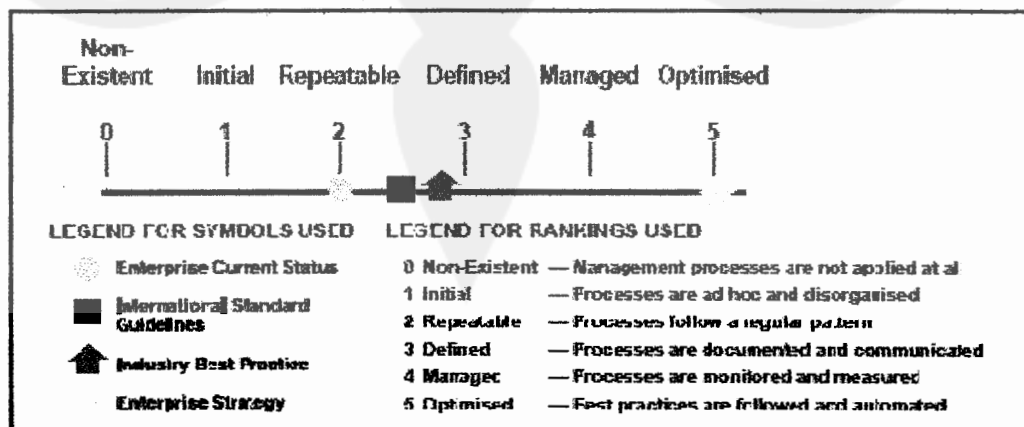 Non-
Existent Initial Repeatable Defined Managed Optimised
0 1 2 3 4 5
LEGEND FOR SYMBOLS USED LEGEND FOR RANKINGS USED
Enterprise Current Status
International Standard
Guidelines
Industry Best Practice
Enterprise Strategy
0 Non-Existent — Management processes are not applied at al
1 Initial — Processes are ad hoc and disorganised
2 Repeatable — Processes follow a regular pattern
3 Defined — Processes are documented and communicated
4 Managed — Processes are monitored and measured
5 Optimised — Best practices are followed and automated